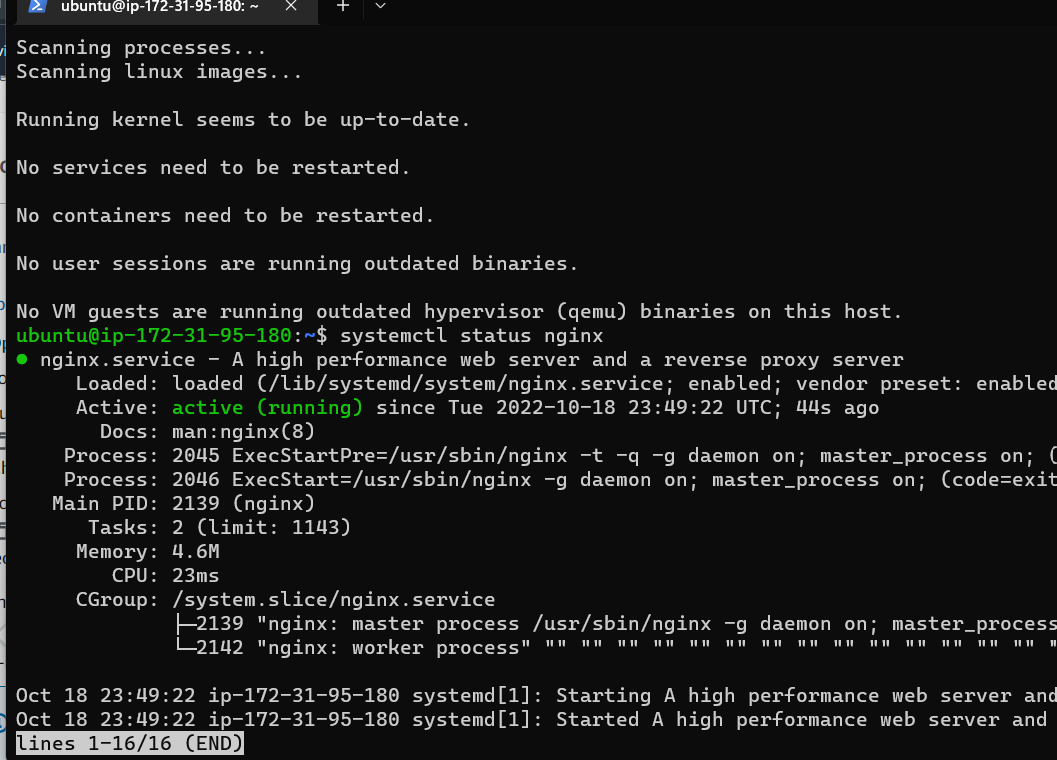 ubuntu@ip-172-31-95-180: ~
Scanning processes...
Scanning linux images...
Running kernel seems to be up-to-date.
No services need to be restarted.
No containers need to be restarted.
No user sessions are running outdated binaries.
No VM guests are running outdated hypervisor (qemu) binaries on this host.
ubuntu@ip-172-31-95-180:~$ systemctl status nginx
● nginx.service - A high performance web server and a reverse proxy server
Loaded: loaded (/lib/systemd/system/nginx.service; enabled; vendor preset: enabled
Active: active (running) since Tue 2022-10-18 23:49:22 UTC; 44s ago
Docs: man:nginx(8)
Process: 2045 ExecStartPre=/usr/sbin/nginx -t -q -g daemon on; master_process on; (
Process: 2046 ExecStart=/usr/sbin/nginx -g daemon on; master_process on; (code=exit
Main PID: 2139 (nginx)
Tasks: 2 (limit: 1143)
Memory: 4.6M
CPU: 23ms
CGroup: /system.slice/nginx.service
├─2139 "nginx: master process /usr/sbin/nginx -g daemon on; master_process
└─2142 "nginx: worker process" "" "" "" "" "" "" "" "" "" "" "" "" "" "" "
Oct 18 23:49:22 ip-172-31-95-180 systemd[1]: Starting A high performance web server and
Oct 18 23:49:22 ip-172-31-95-180 systemd[1]: Started A high performance web server and
lines 1-16/16 (END)